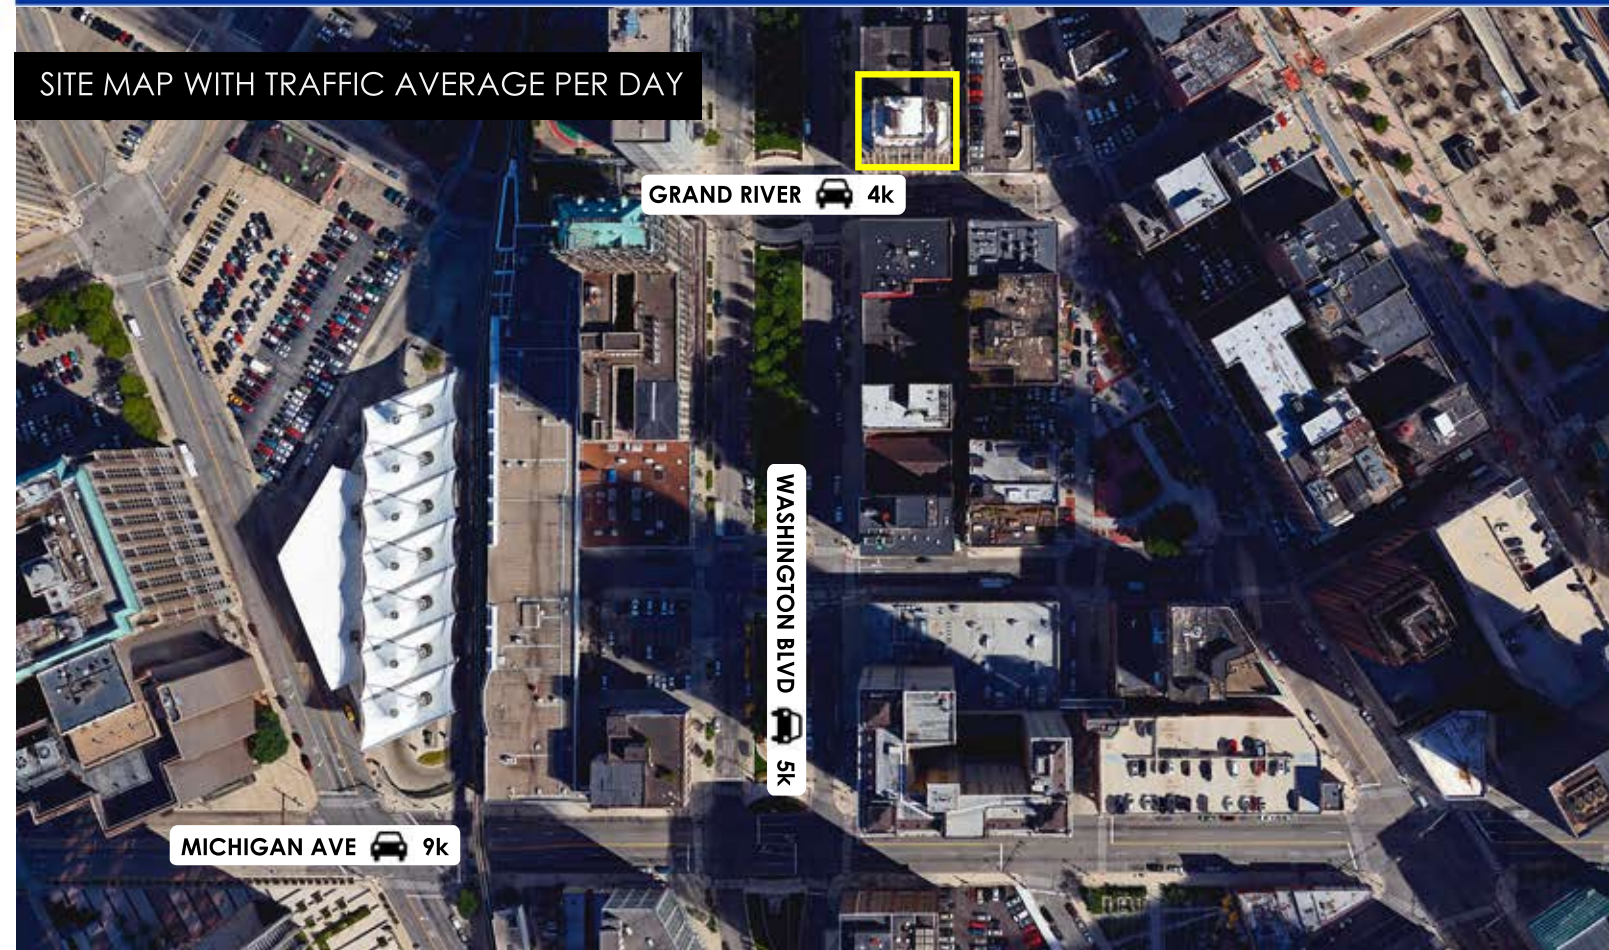 SITE MAP WITH TRAFFIC AVERAGE PER DAY
GRAND RIVER 4k
WASHINGTON BLVD 5k
MICHIGAN AVE 9k